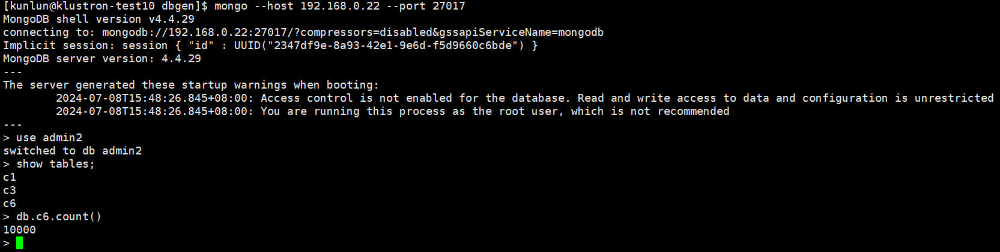 [kunlun@klustron-test10 dbgen]$ mongo --host 192.168.0.22 --port 27017
MongoDB shell version v4.4.29
connecting to: mongodb://192.168.0.22:27017/?compressors=disabled&gssapiServiceName=mongodb
Implicit session: session { "id" : UUID("2347df9e-8a93-42e1-9e6d-f5d9660c6bde") }
MongoDB server version: 4.4.29
---
The server generated these startup warnings when booting:
        2024-07-08T15:48:26.845+08:00: Access control is not enabled for the database. Read and write access to data and configuration is unrestricted
        2024-07-08T15:48:26.845+08:00: You are running this process as the root user, which is not recommended
---
> use admin2
switched to db admin2
> show tables;
c1
c3
c6
> db.c6.count()
10000
>